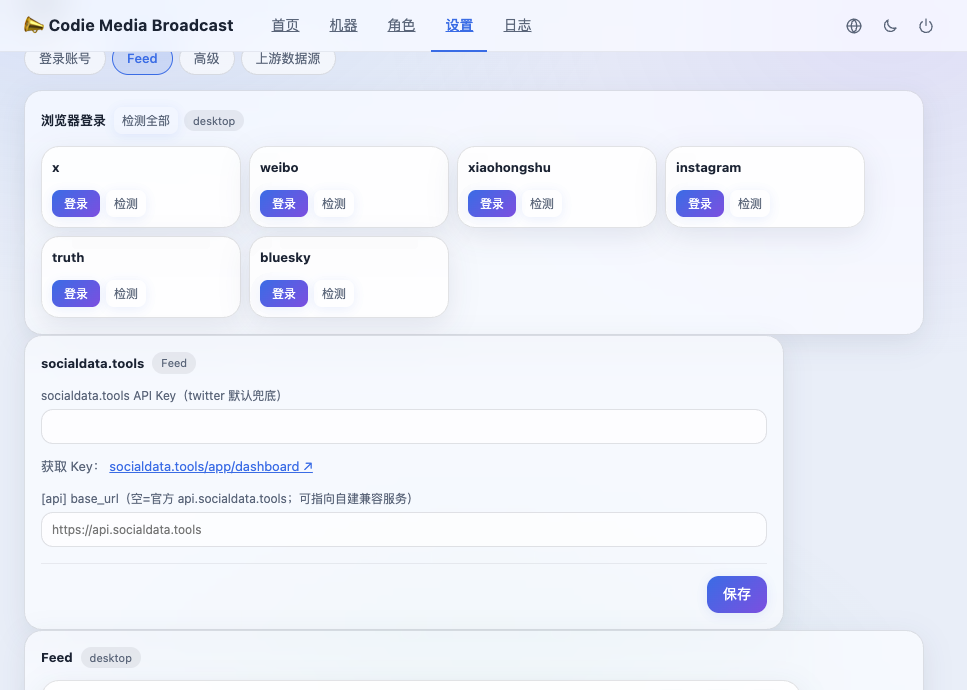 Codie Media Broadcast 首页 机器 角色 设置 日志
登录账号 Feed 高级 上游数据源
浏览器登录 检测全部 desktop
x weibo xiaohongshu instagram
登录 检测 登录 检测 登录 检测 登录 检测
truth bluesky
登录 检测 登录 检测
socialdata.tools Feed
socialdata.tools API Key（twitter 默认兜底）
获取 Key： socialdata.tools/app/dashboard ↗
[api] base_url（空=官方 api.socialdata.tools；可指向自建兼容服务）
https://api.socialdata.tools
保存
Feed desktop